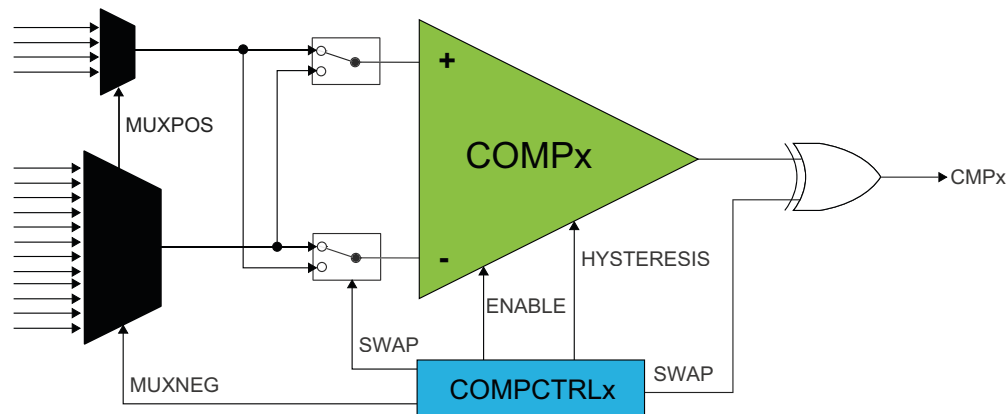 +
MUXPOS
COMPx
CMPx
-
HYSTERESIS
ENABLE
SWAP
SWAP
MUXNEG
COMPCTRLx